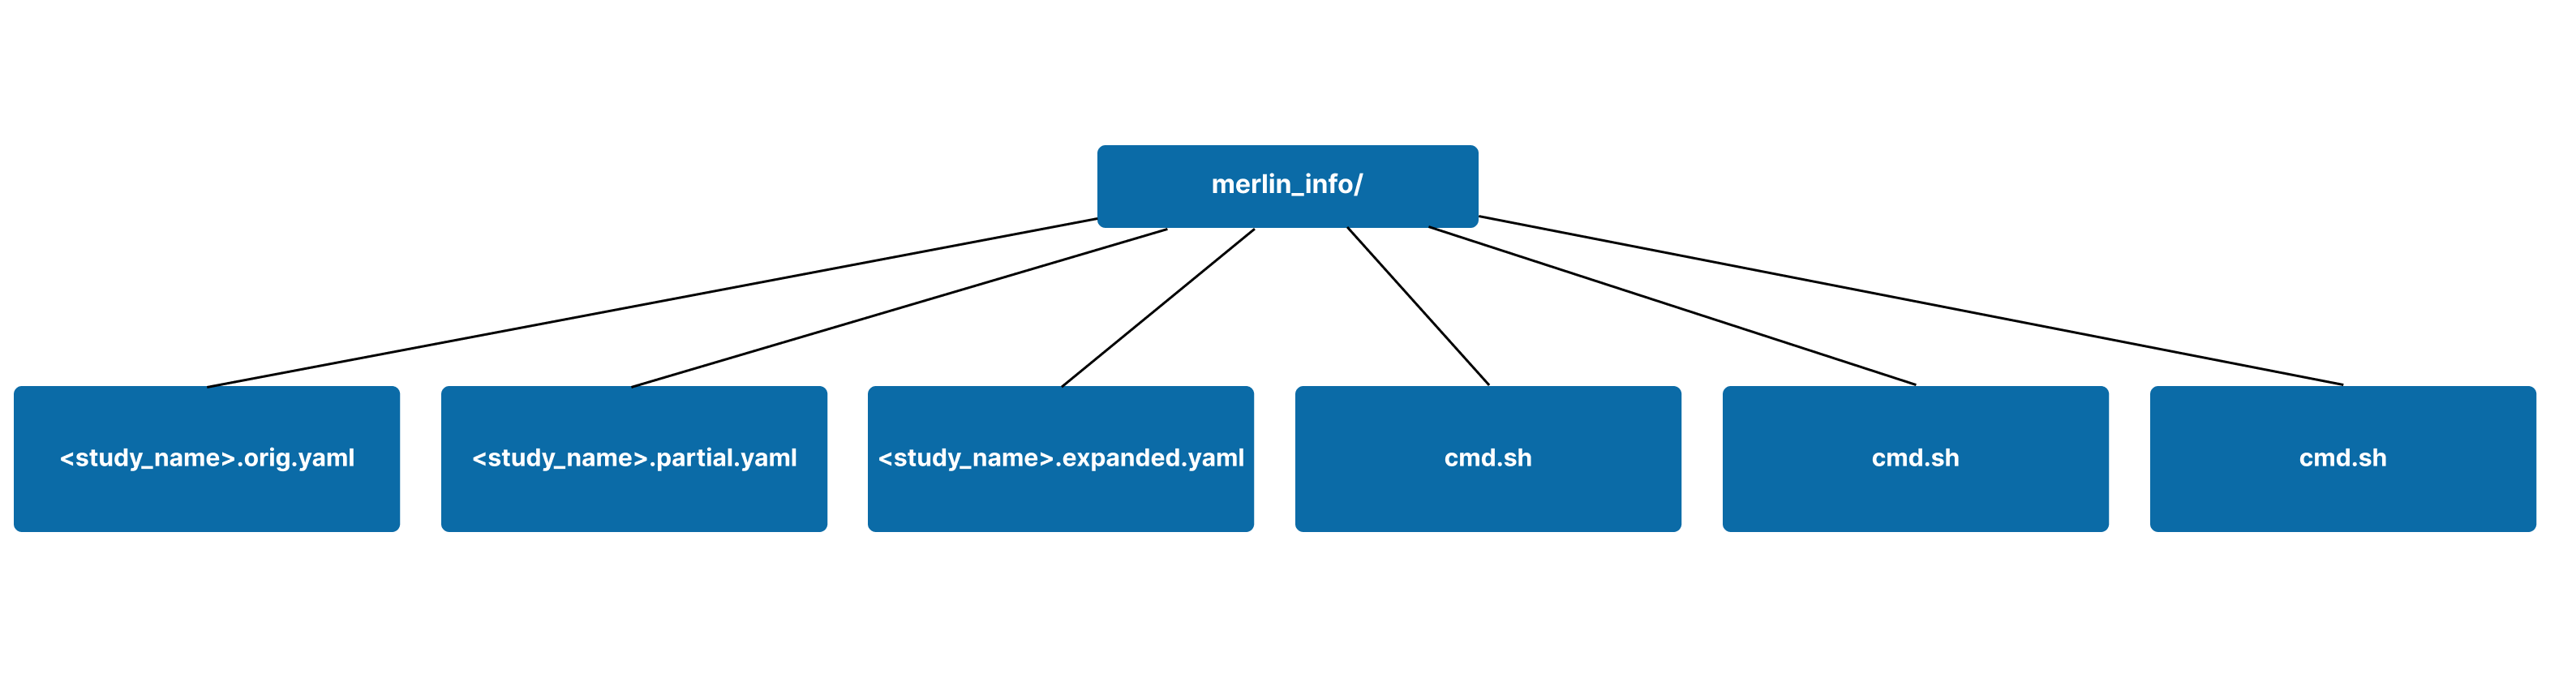 merlin_info/
<study_name>.orig.yaml
<study_name>.partial.yaml
<study_name>.expanded.yaml
cmd.sh
cmd.sh
cmd.sh